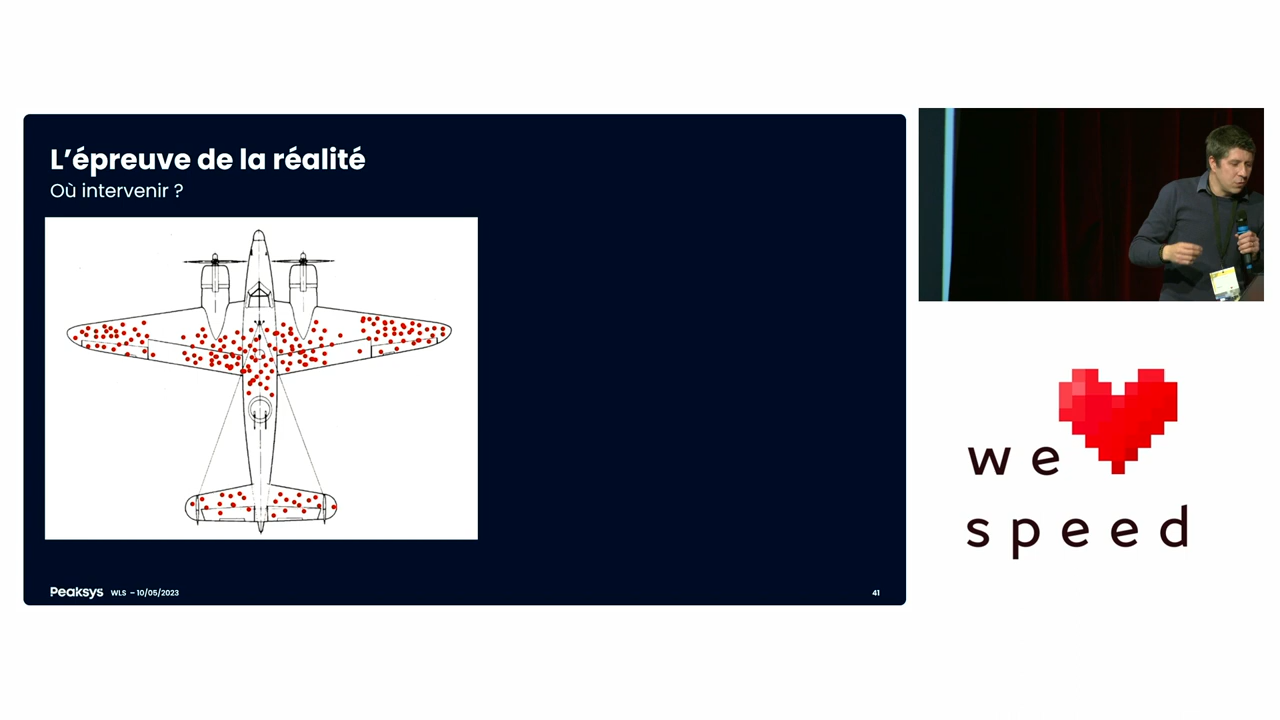 L'épreuve de la réalité
Où intervenir ?
Peaksys WLS – 10/05/2023
41
we
speed